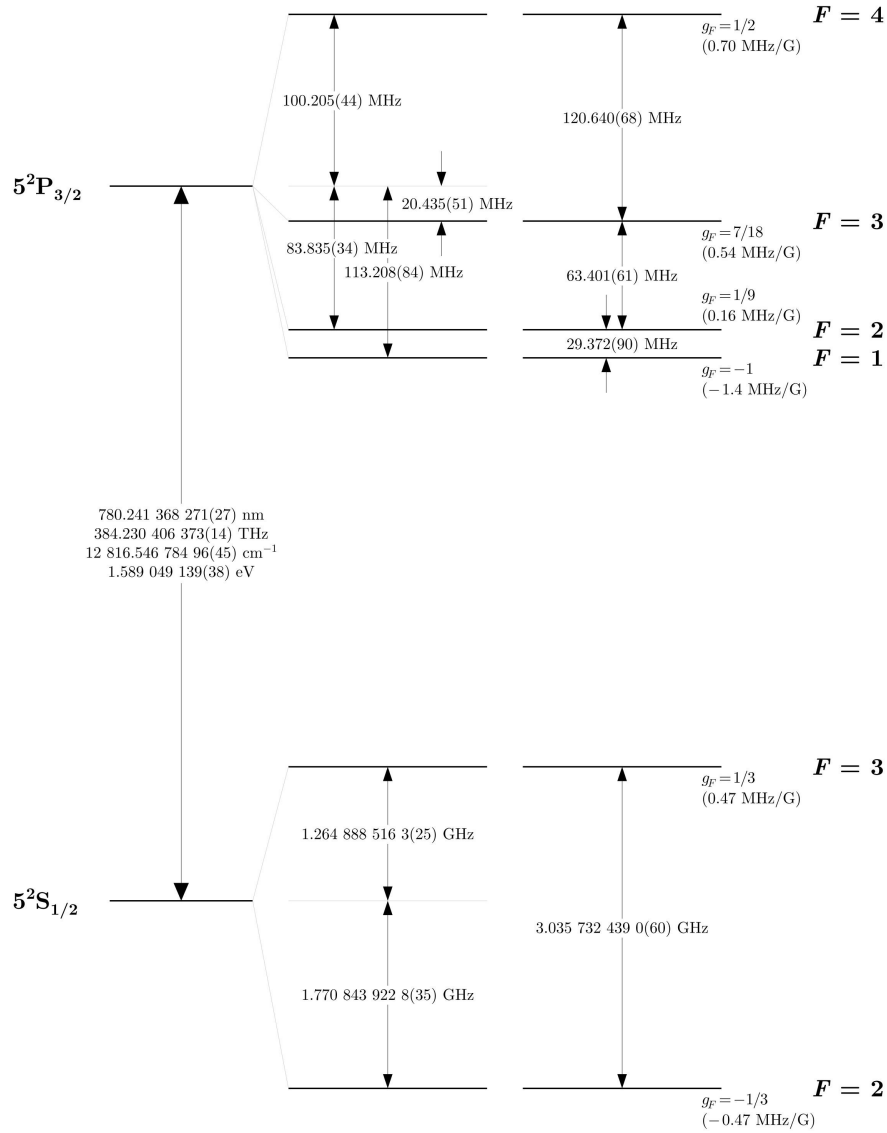 g_F = 1/2
(0.70 MHz/G)
F = 4
100.205(44) MHz
120.640(68) MHz
5²P₃/₂
20.435(51) MHz
g_F = 7/18
(0.54 MHz/G)
F = 3
83.835(34) MHz
113.208(84) MHz
63.401(61) MHz
g_F = 1/9
(0.16 MHz/G)
F = 2
29.372(90) MHz
F = 1
g_F = −1
(−1.4 MHz/G)
780.241 368 271(27) nm
384.230 406 373(14) THz
12 816.546 784 96(45) cm⁻¹
1.589 049 139(38) eV
F = 3
g_F = 1/3
(0.47 MHz/G)
1.264 888 516 3(25) GHz
5²S₁/₂
3.035 732 439 0(60) GHz
1.770 843 922 8(35) GHz
F = 2
g_F = −1/3
(−0.47 MHz/G)